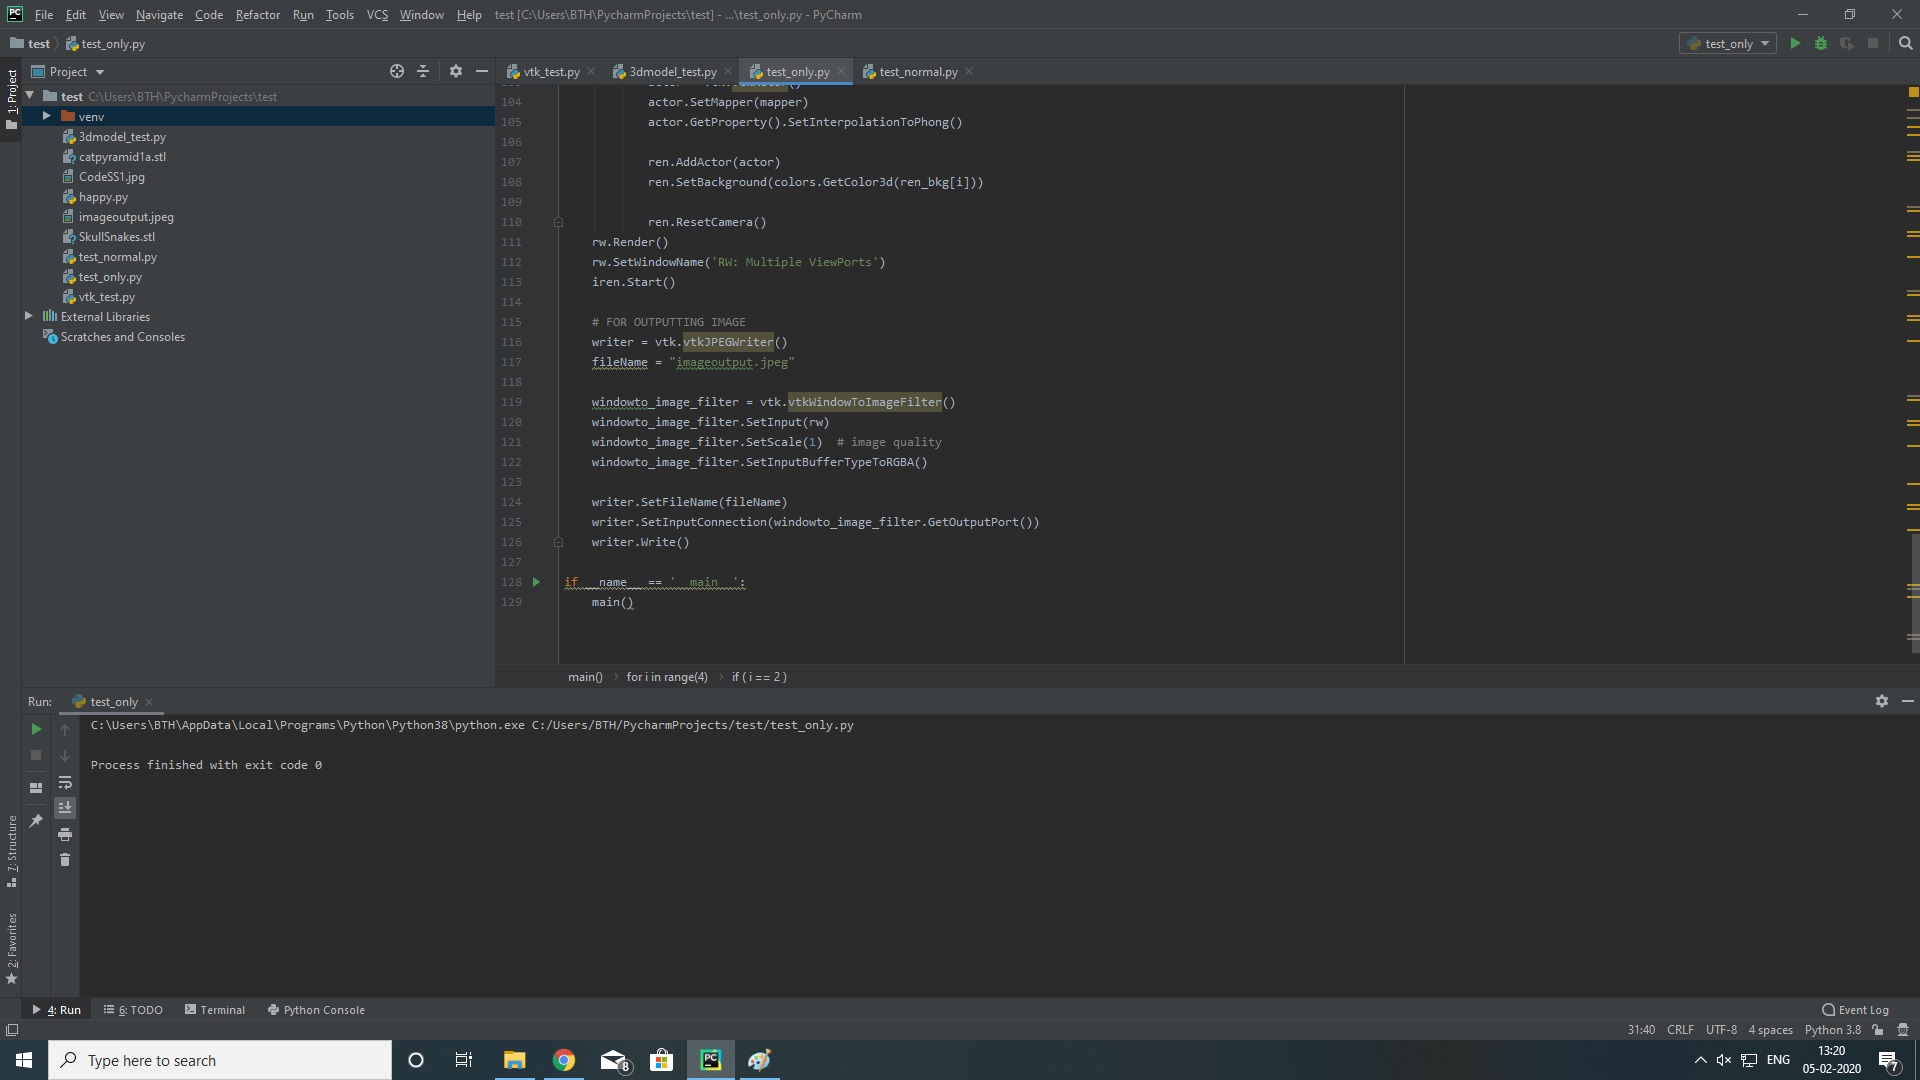 PC File Edit View Navigate Code Refactor Run Tools VCS Window Help test [C:\Users\BTH\PycharmProjects\test] - ...\test_only.py - PyCharm
test test_only.py test_only
1: Project
Project
vtk_test.py 3dmodel_test.py test_only.py test_normal.py
test C:\Users\BTH\PycharmProjects\test
venv
3dmodel_test.py
catpyramid1a.stl
CodeSS1.jpg
happy.py
imageoutput.jpeg
SkullSnakes.stl
test_normal.py
test_only.py
vtk_test.py
External Libraries
Scratches and Consoles
104 actor.SetMapper(mapper)
105 actor.GetProperty().SetInterpolationToPhong()
106
107 ren.AddActor(actor)
108 ren.SetBackground(colors.GetColor3d(ren_bkg[i]))
109
110 ren.ResetCamera()
111 rw.Render()
112 rw.SetWindowName('RW: Multiple ViewPorts')
113 iren.Start()
114
115 # FOR OUTPUTTING IMAGE
116 writer = vtk.vtkJPEGWriter()
117 fileName = "imageoutput.jpeg"
118
119 windowto_image_filter = vtk.vtkWindowToImageFilter()
120 windowto_image_filter.SetInput(rw)
121 windowto_image_filter.SetScale(1) # image quality
122 windowto_image_filter.SetInputBufferTypeToRGBA()
123
124 writer.SetFileName(fileName)
125 writer.SetInputConnection(windowto_image_filter.GetOutputPort())
126 writer.Write()
127
128 if __name__ == '__main__':
129 main()
main() for i in range(4) if ( i == 2 )
Run: test_only
C:\Users\BTH\AppData\Local\Programs\Python\Python38\python.exe C:/Users/BTH/PycharmProjects/test/test_only.py
Process finished with exit code 0
7: Structure
2: Favorites
4: Run 6: TODO Terminal Python Console Event Log
31:40 CRLF UTF-8 4 spaces Python 3.8
Type here to search
8
PC
ENG
13:20
05-02-2020
7